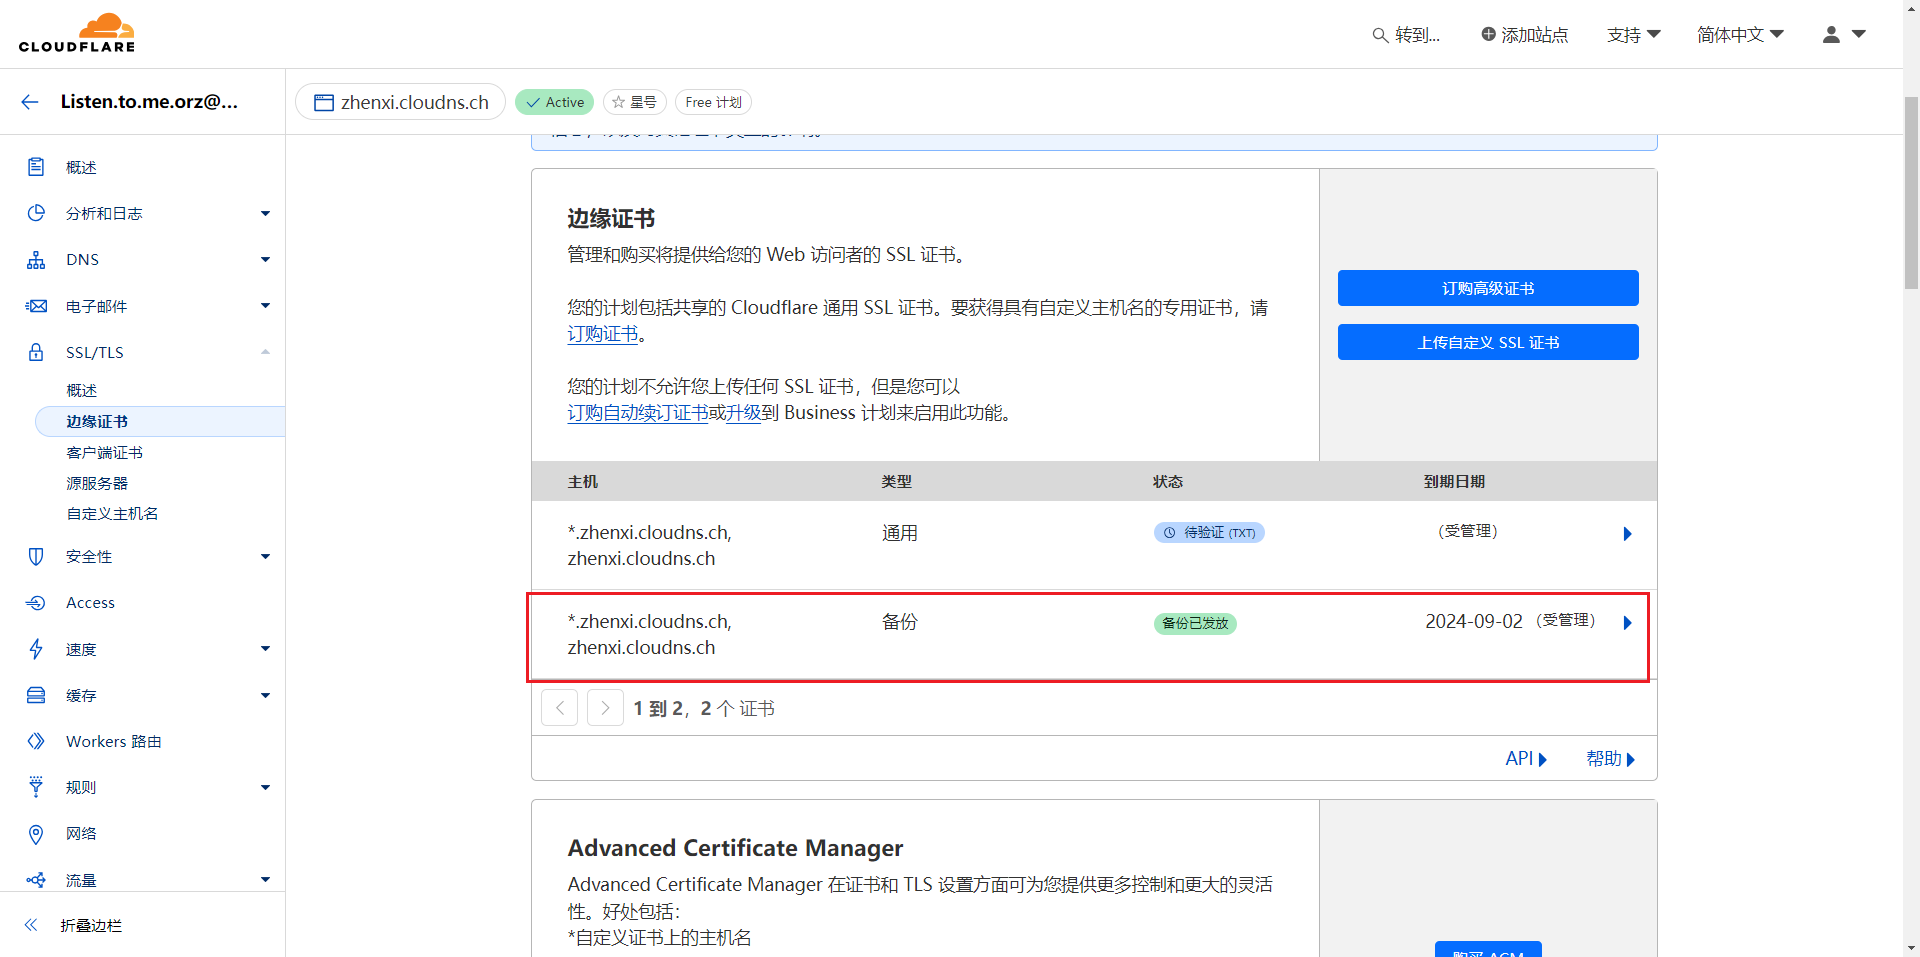 CLOUDFLARE
转到...
添加站点
支持
简体中文
Listen.to.me.orz@...
zhenxi.cloudns.ch
Active
星号
Free 计划
概述
分析和日志
DNS
电子邮件
SSL/TLS
概述
边缘证书
客户端证书
源服务器
自定义主机名
安全性
Access
速度
缓存
Workers 路由
规则
网络
流量
折叠边栏
边缘证书
管理和购买将提供给您的 Web 访问者的 SSL 证书。
您的计划包括共享的 Cloudflare 通用 SSL 证书。要获得具有自定义主机名的专用证书，请
订购证书。
您的计划不允许您上传任何 SSL 证书，但是您可以
订购自动续订证书或升级到 Business 计划来启用此功能。
订购高级证书
上传自定义 SSL 证书
主机 类型 状态 到期日期
*.zhenxi.cloudns.ch, 通用 待验证 (TXT) （受管理）
zhenxi.cloudns.ch
*.zhenxi.cloudns.ch, 备份 备份已发放 2024-09-02 （受管理）
zhenxi.cloudns.ch
1 到 2，2 个 证书
API 帮助
Advanced Certificate Manager
Advanced Certificate Manager 在证书和 TLS 设置方面可为您提供更多控制和更大的灵活
性。好处包括：
*自定义证书上的主机名
购买 ACM